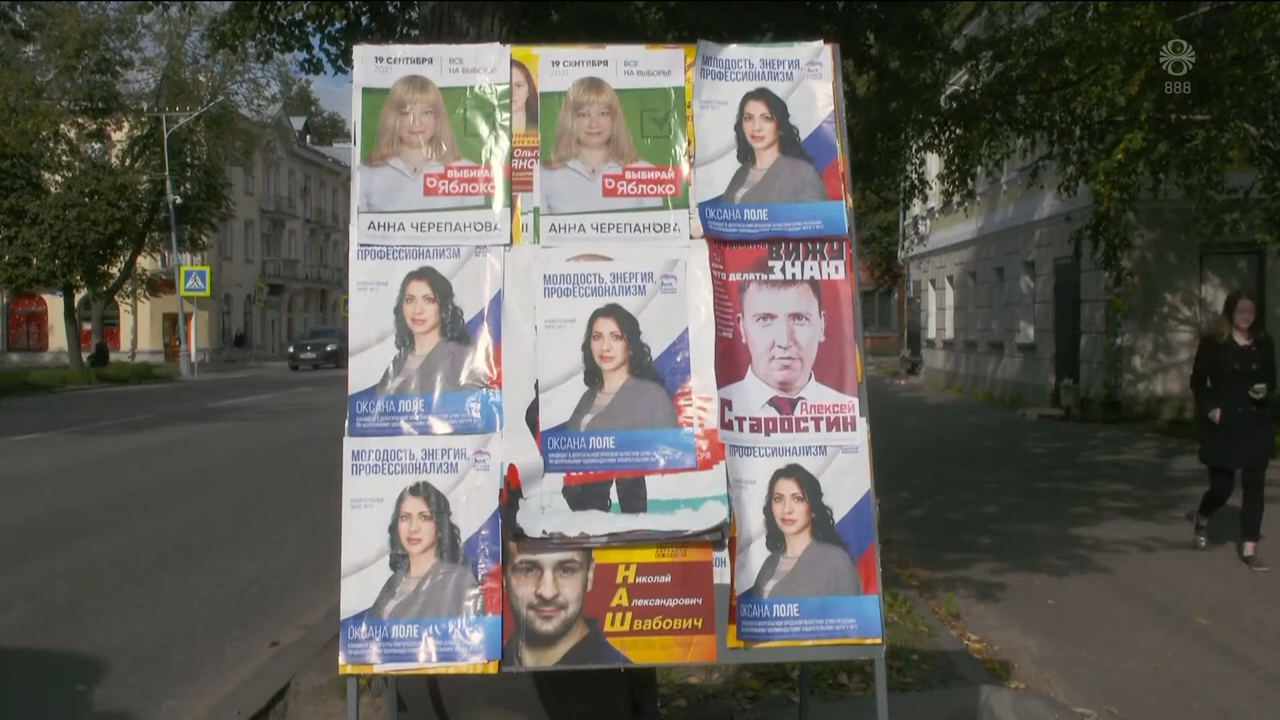 888
19 СЕНТЯБРЯ
2021
ВСЕ
НА ВЫБОРЫ!
ВЫБИРАЙ
Яблоко
АННА ЧЕРЕПАНОВА
19 СЕНТЯБРЯ
2021
ВСЕ
НА ВЫБОРЫ!
ВЫБИРАЙ
Яблоко
АННА ЧЕРЕПАНОВА
МОЛОДОСТЬ, ЭНЕРГИЯ,
ПРОФЕССИОНАЛИЗМ
ОКСАНА ЛОЛЕ
ПРОФЕССИОНАЛИЗМ
ОКСАНА ЛОЛЕ
МОЛОДОСТЬ, ЭНЕРГИЯ,
ПРОФЕССИОНАЛИЗМ
ОКСАНА ЛОЛЕ
ВИЖУ
ЗНАЮ
ЧТО ДЕЛАТЬ
Алексей
Старостин
МОЛОДОСТЬ, ЭНЕРГИЯ,
ПРОФЕССИОНАЛИЗМ
ОКСАНА ЛОЛЕ
Николай
Александрович
Швабович
ПРОФЕССИОНАЛИЗМ
ОКСАНА ЛОЛЕ